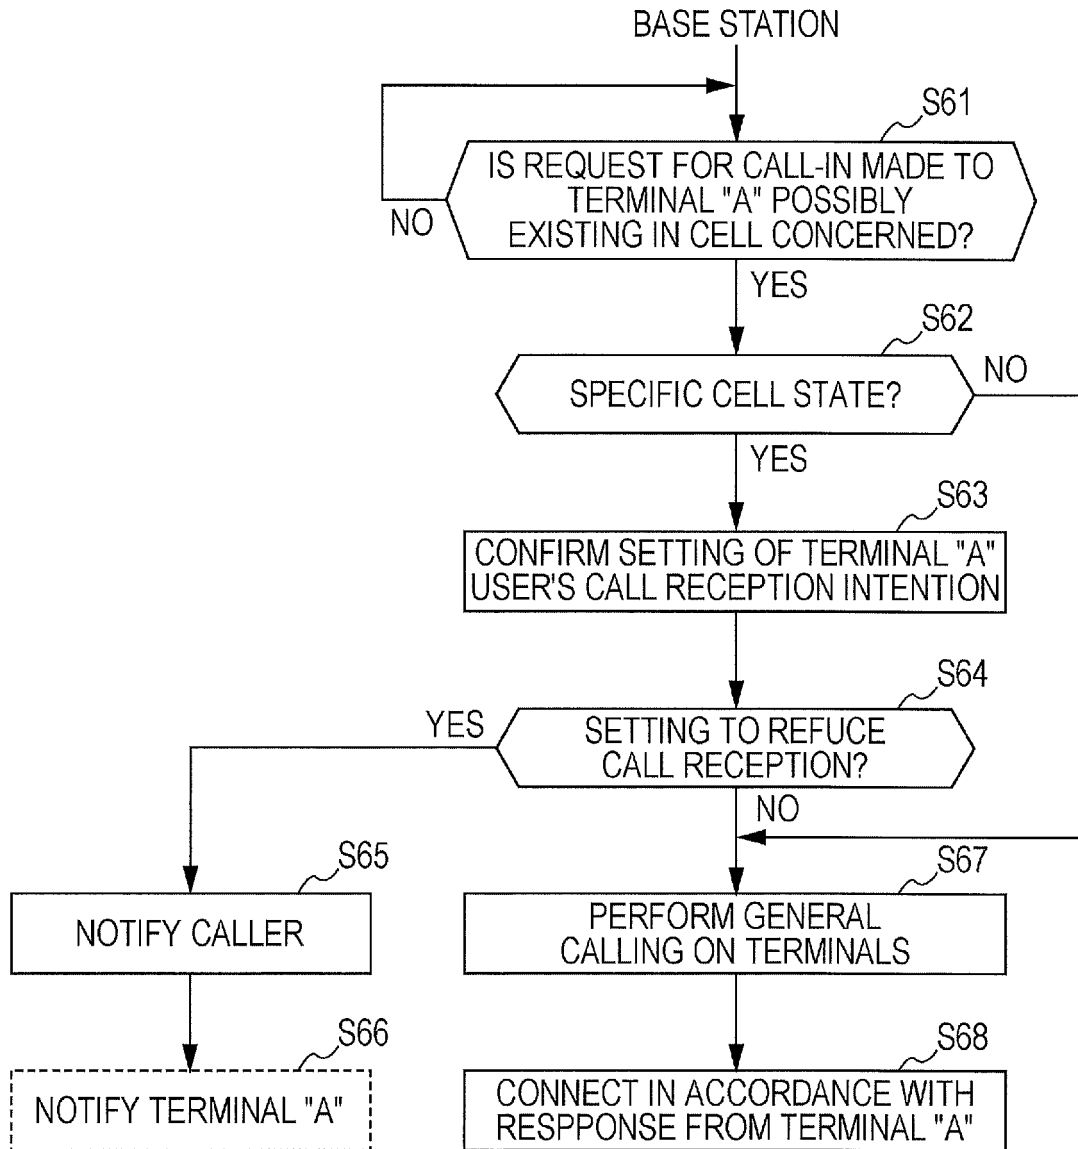 BASE STATION
S61
IS REQUEST FOR CALL-IN MADE TO
TERMINAL "A" POSSIBLY
EXISTING IN CELL CONCERNED?
NO
YES
S62
SPECIFIC CELL STATE?
NO
YES
S63
CONFIRM SETTING OF TERMINAL "A"
USER'S CALL RECEPTION INTENTION
S64
SETTING TO REFUCE
CALL RECEPTION?
YES
NO
S65
NOTIFY CALLER
S67
PERFORM GENERAL
CALLING ON TERMINALS
S66
NOTIFY TERMINAL "A"
S68
CONNECT IN ACCORDANCE WITH
RESPPONSE FROM TERMINAL "A"